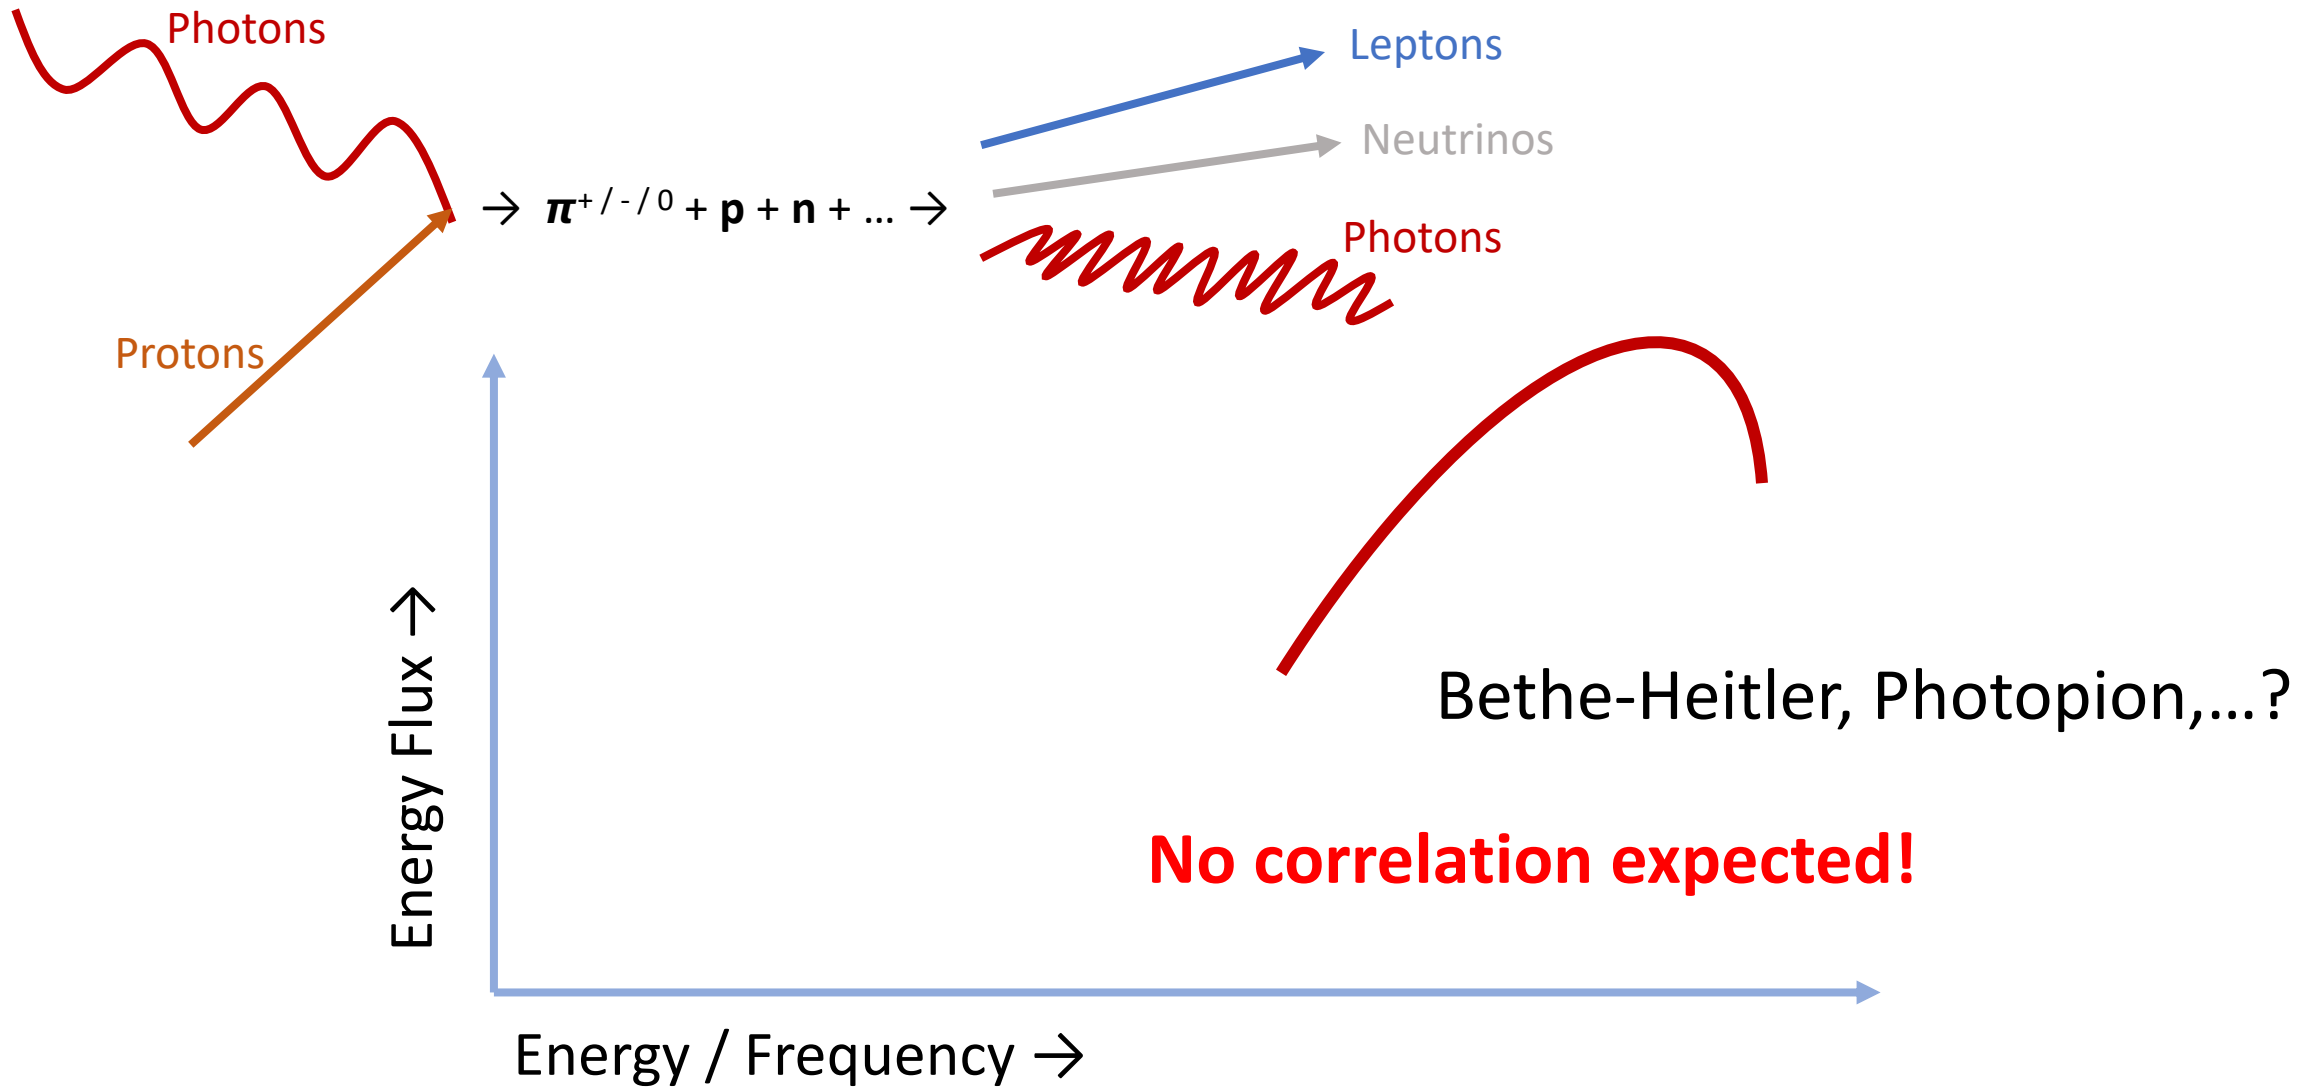 Photons
Leptons
Neutrinos
→ π⁺ ᐟ ⁻ ᐟ ⁰ + p + n + ... →
Photons
Protons
Energy Flux →
Bethe-Heitler, Photopion,...?
No correlation expected!
Energy / Frequency →